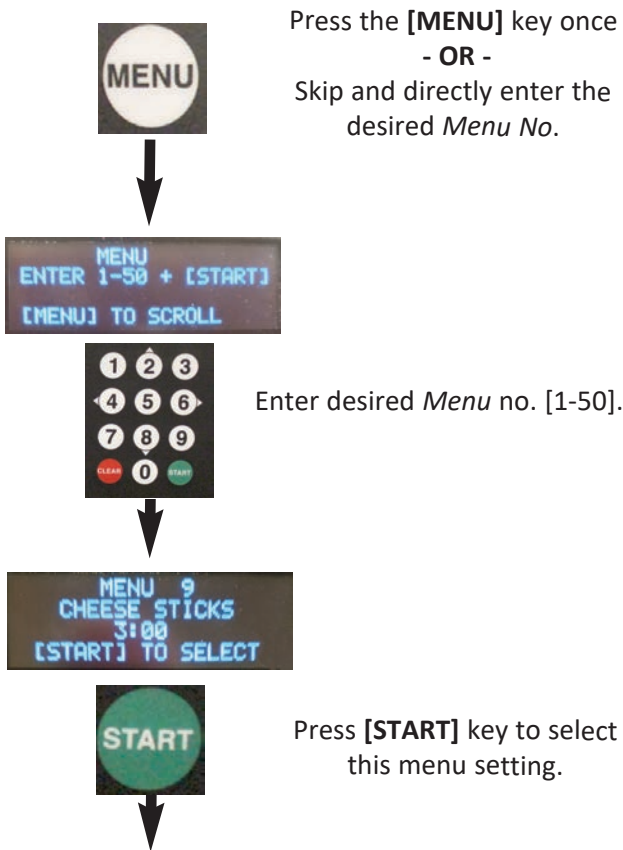 Press the [MENU] key once
- OR -
Skip and directly enter the
desired Menu No.
MENU
MENU
ENTER 1-50 + [START]
[MENU] TO SCROLL
1 2 3
4 5 6
7 8 9
CLEAR 0 START
Enter desired Menu no. [1-50].
MENU 9
CHEESE STICKS
3:00
[START] TO SELECT
START
Press [START] key to select
this menu setting.